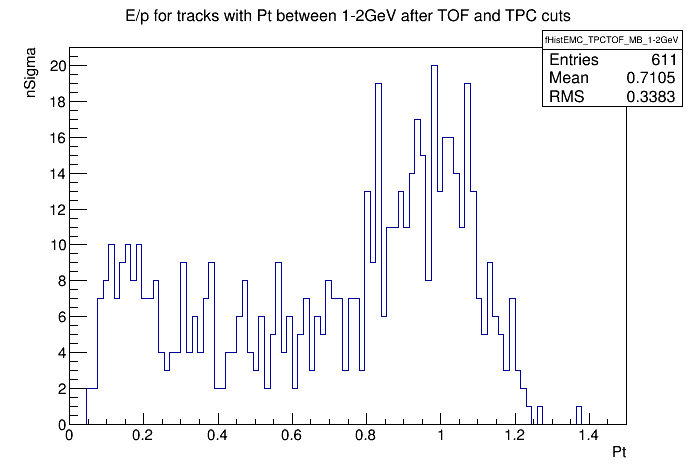 E/p for tracks with Pt between 1-2GeV after TOF and TPC cuts
fHistEMC_TPCTOF_MB_1-2GeV
Entries 611
Mean 0.7105
RMS 0.3383
nSigma
20
18
16
14
12
10
8
6
4
2
0
0 0.2 0.4 0.6 0.8 1 1.2 1.4
Pt